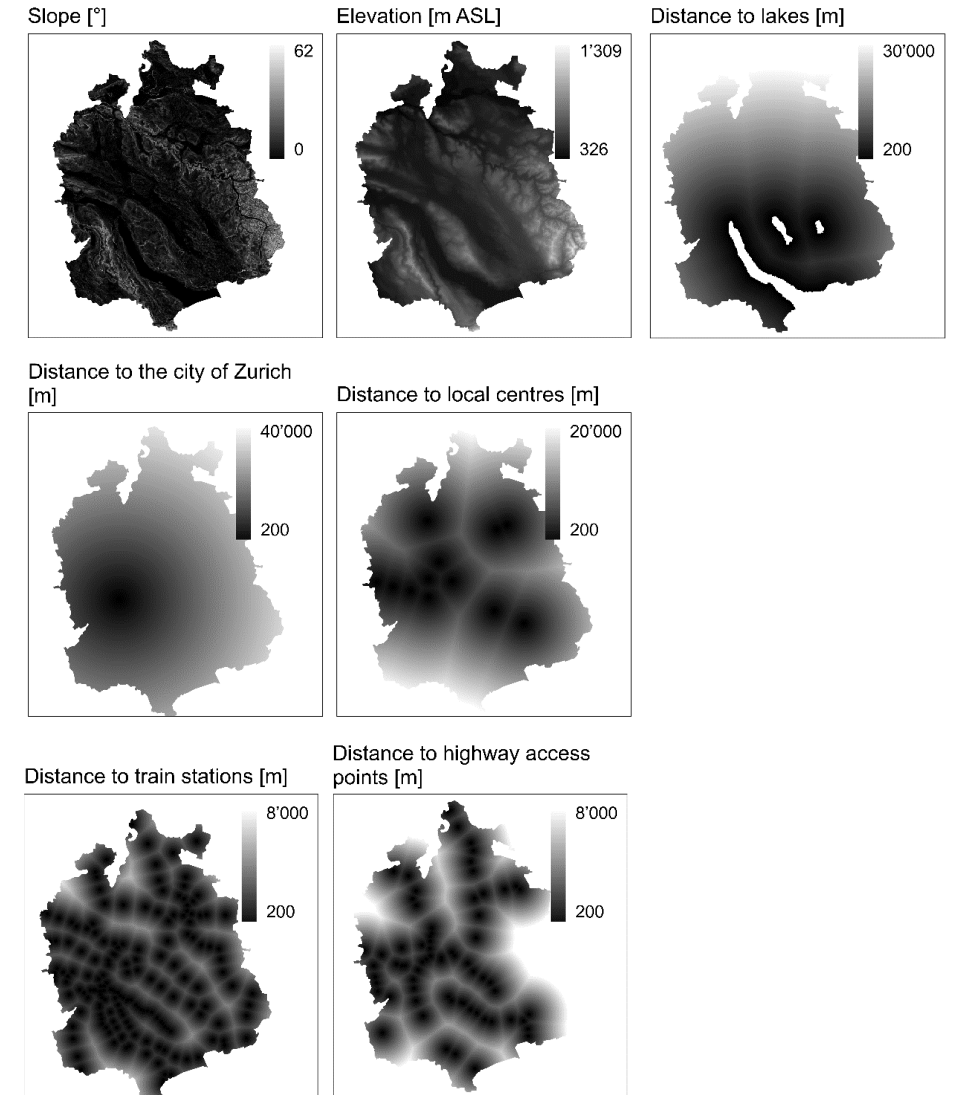 Slope [°]
62
0
Elevation [m ASL]
1’309
326
Distance to lakes [m]
30’000
200
Distance to the city of Zurich
[m]
40’000
200
Distance to local centres [m]
20’000
200
Distance to train stations [m]
8’000
200
Distance to highway access
points [m]
8’000
200